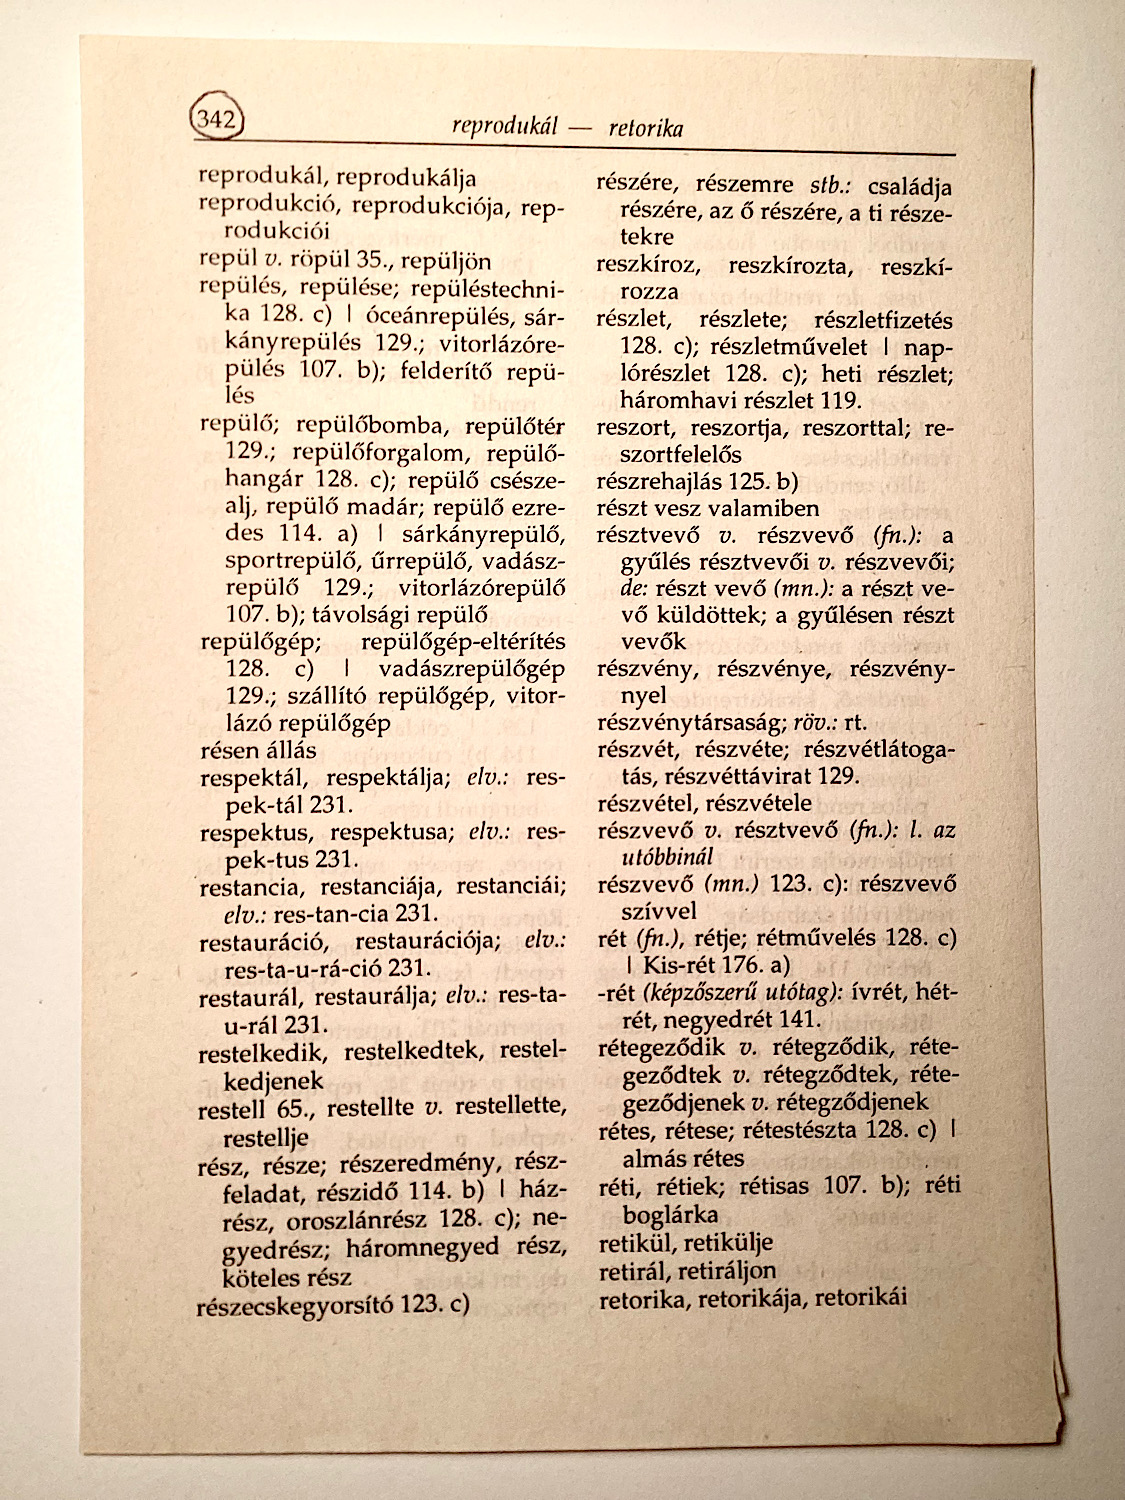 342
reprodukál — retorika
reprodukál, reprodukálja
reprodukció, reprodukciója, rep-
rodukciói
repül v. röpül 35., repüljön
repülés, repülése; repüléstechni-
ka 128. c) | óceánrepülés, sár-
kányrepülés 129.; vitorlázóre-
pülés 107. b); felderítő repü-
lés
repülő; repülőbomba, repülőtér
129.; repülőforgalom, repülő-
hangár 128. c); repülő csésze-
alj, repülő madár; repülő ezre-
des 114. a) | sárkányrepülő,
sportrepülő, űrrepülő, vadász-
repülő 129.; vitorlázórepülő
107. b); távolsági repülő
repülőgép; repülőgép-eltérítés
128. c) | vadászrepülőgép
129.; szállító repülőgép, vitor-
lázó repülőgép
résen állás
respektál, respektálja; elv.: res-
pek-tál 231.
respektus, respektusa; elv.: res-
pek-tus 231.
restancia, restanciája, restanciái;
elv.: res-tan-cia 231.
restauráció, restaurációja; elv.:
res-ta-u-rá-ció 231.
restaurál, restaurálja; elv.: res-ta-
u-rál 231.
restelkedik, restelkedtek, restel-
kedjenek
restell 65., restellte v. restellette,
restellje
rész, része; részeredmény, rész-
feladat, részidő 114. b) | ház-
rész, oroszlánrész 128. c); ne-
gyedrész; háromnegyed rész,
köteles rész
részecskegyorsító 123. c)
részére, részemre stb.: családja
részére, az ő részére, a ti része-
tekre
reszkíroz, reszkírozta, reszkí-
rozza
részlet, részlete; részletfizetés
128. c); részletművelet | nap-
lórészlet 128. c); heti részlet;
háromhavi részlet 119.
reszort, reszortja, reszorttal; re-
szortfelelős
részrehajlás 125. b)
részt vesz valamiben
résztvevő v. részvevő (fn.): a
gyűlés résztvevői v. részvevői;
de: részt vevő (mn.): a részt ve-
vő küldöttek; a gyűlésen részt
vevők
részvény, részvénye, részvény-
nyel
részvénytársaság; röv.: rt.
részvét, részvéte; részvétlátoga-
tás, részvéttávirat 129.
részvétel, részvétele
részvevő v. résztvevő (fn.): l. az
utóbbinál
részvevő (mn.) 123. c): részvevő
szívvel
rét (fn.), rétje; rétművelés 128. c)
| Kis-rét 176. a)
-rét (képzőszerű utótag): ívrét, hét-
rét, negyedrét 141.
rétegeződik v. rétegződik, réte-
geződtek v. rétegződtek, réte-
geződjenek v. rétegződjenek
rétes, rétese; rétestészta 128. c) |
almás rétes
réti, rétiek; rétisas 107. b); réti
boglárka
retikül, retikülje
retirál, retiráljon
retorika, retorikája, retorikái